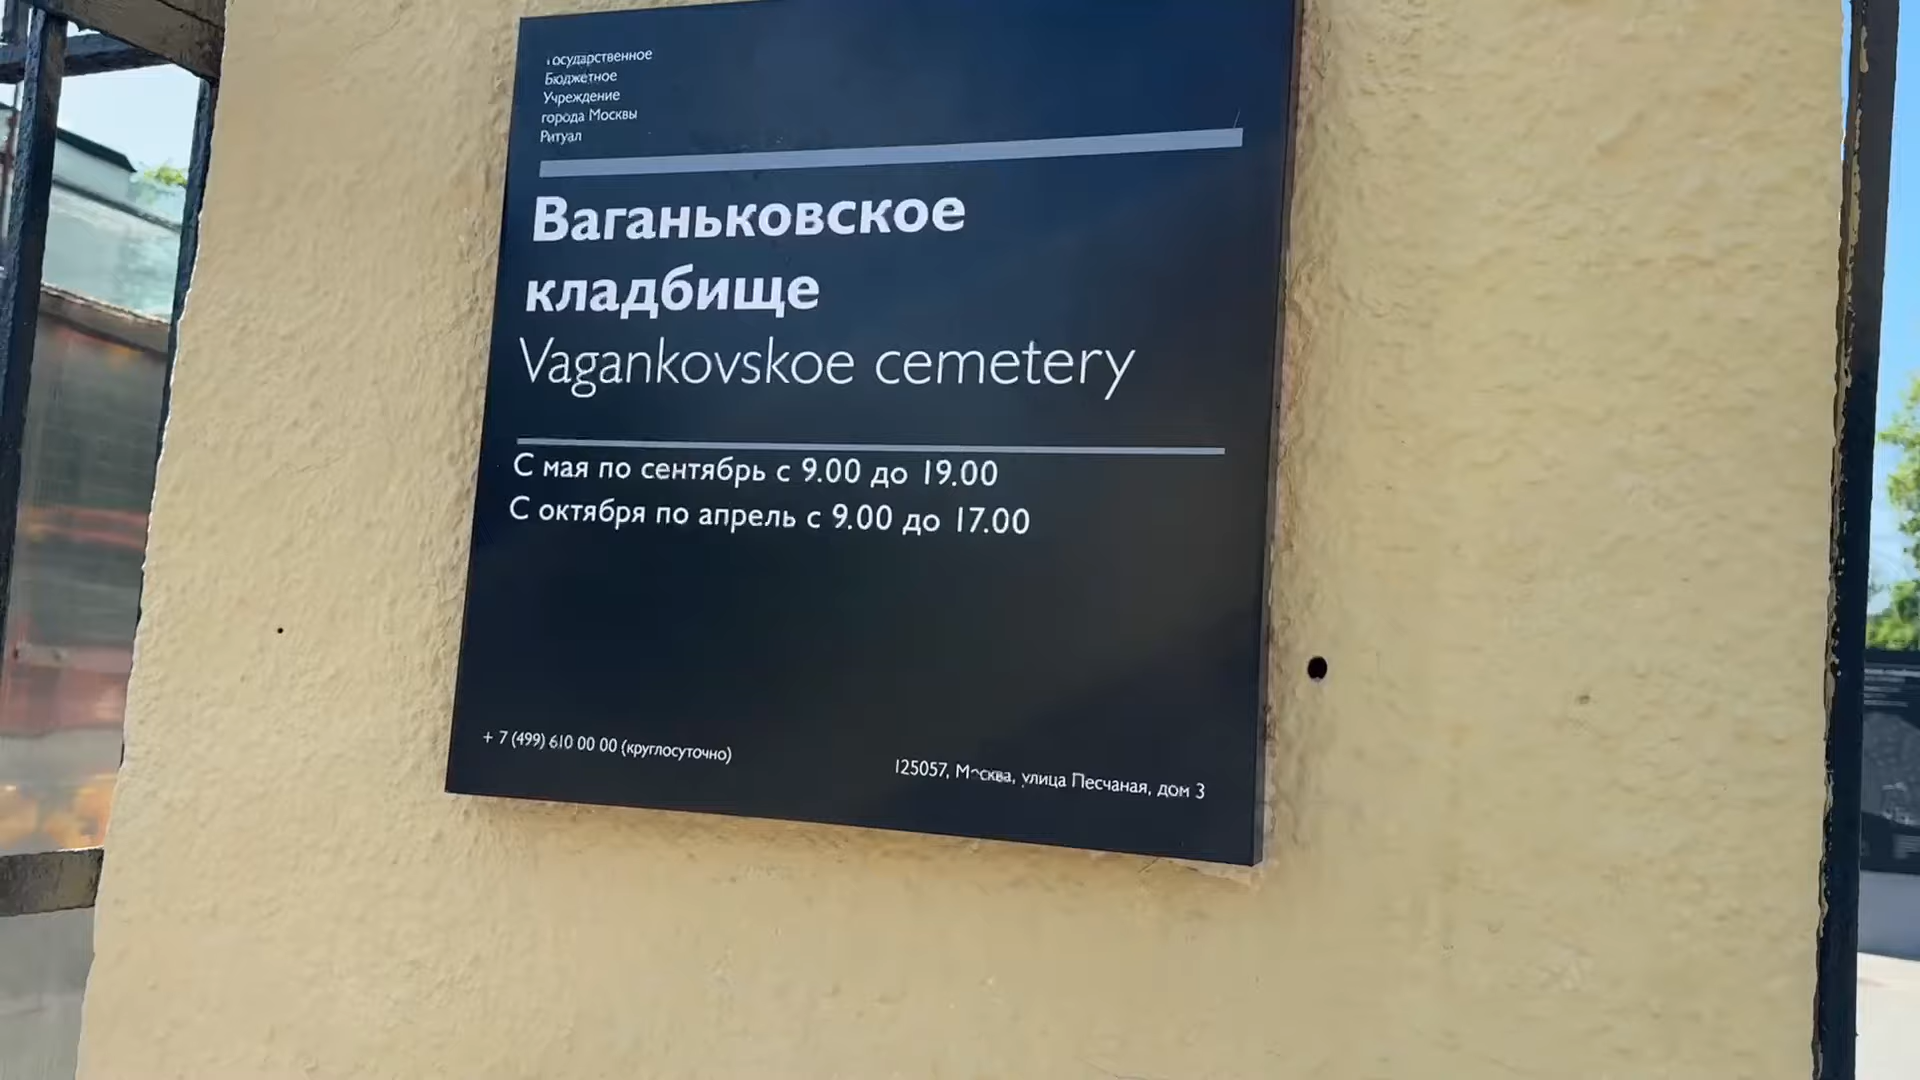 Государственное
Бюджетное
Учреждение
города Москвы
Ритуал
Ваганьковское
кладбище
Vagankovskoe cemetery
С мая по сентябрь с 9.00 до 19.00
С октября по апрель с 9.00 до 17.00
+ 7 (499) 610 00 00 (круглосуточно)
125057, Москва, улица Песчаная, дом 3